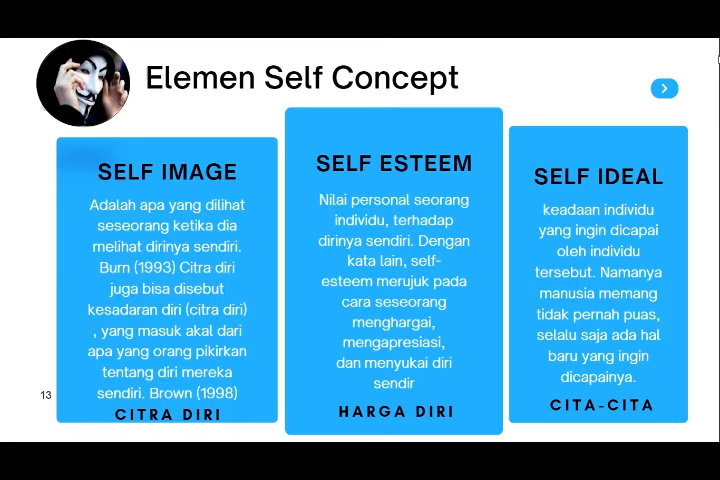 Elemen Self Concept
SELF IMAGE
Adalah apa yang dilihat
seseorang ketika dia
melihat dirinya sendiri.
Burn (1993) Citra diri
juga bisa disebut
kesadaran diri (citra diri)
, yang masuk akal dari
apa yang orang pikirkan
tentang diri mereka
sendiri. Brown (1998)
CITRA DIRI
SELF ESTEEM
Nilai personal seorang
individu, terhadap
dirinya sendiri. Dengan
kata lain, self-
esteem merujuk pada
cara seseorang
menghargai,
mengapresiasi,
dan menyukai diri
sendir
HARGA DIRI
SELF IDEAL
keadaan individu
yang ingin dicapai
oleh individu
tersebut. Namanya
manusia memang
tidak pernah puas,
selalu saja ada hal
baru yang ingin
dicapainya.
CITA-CITA
13